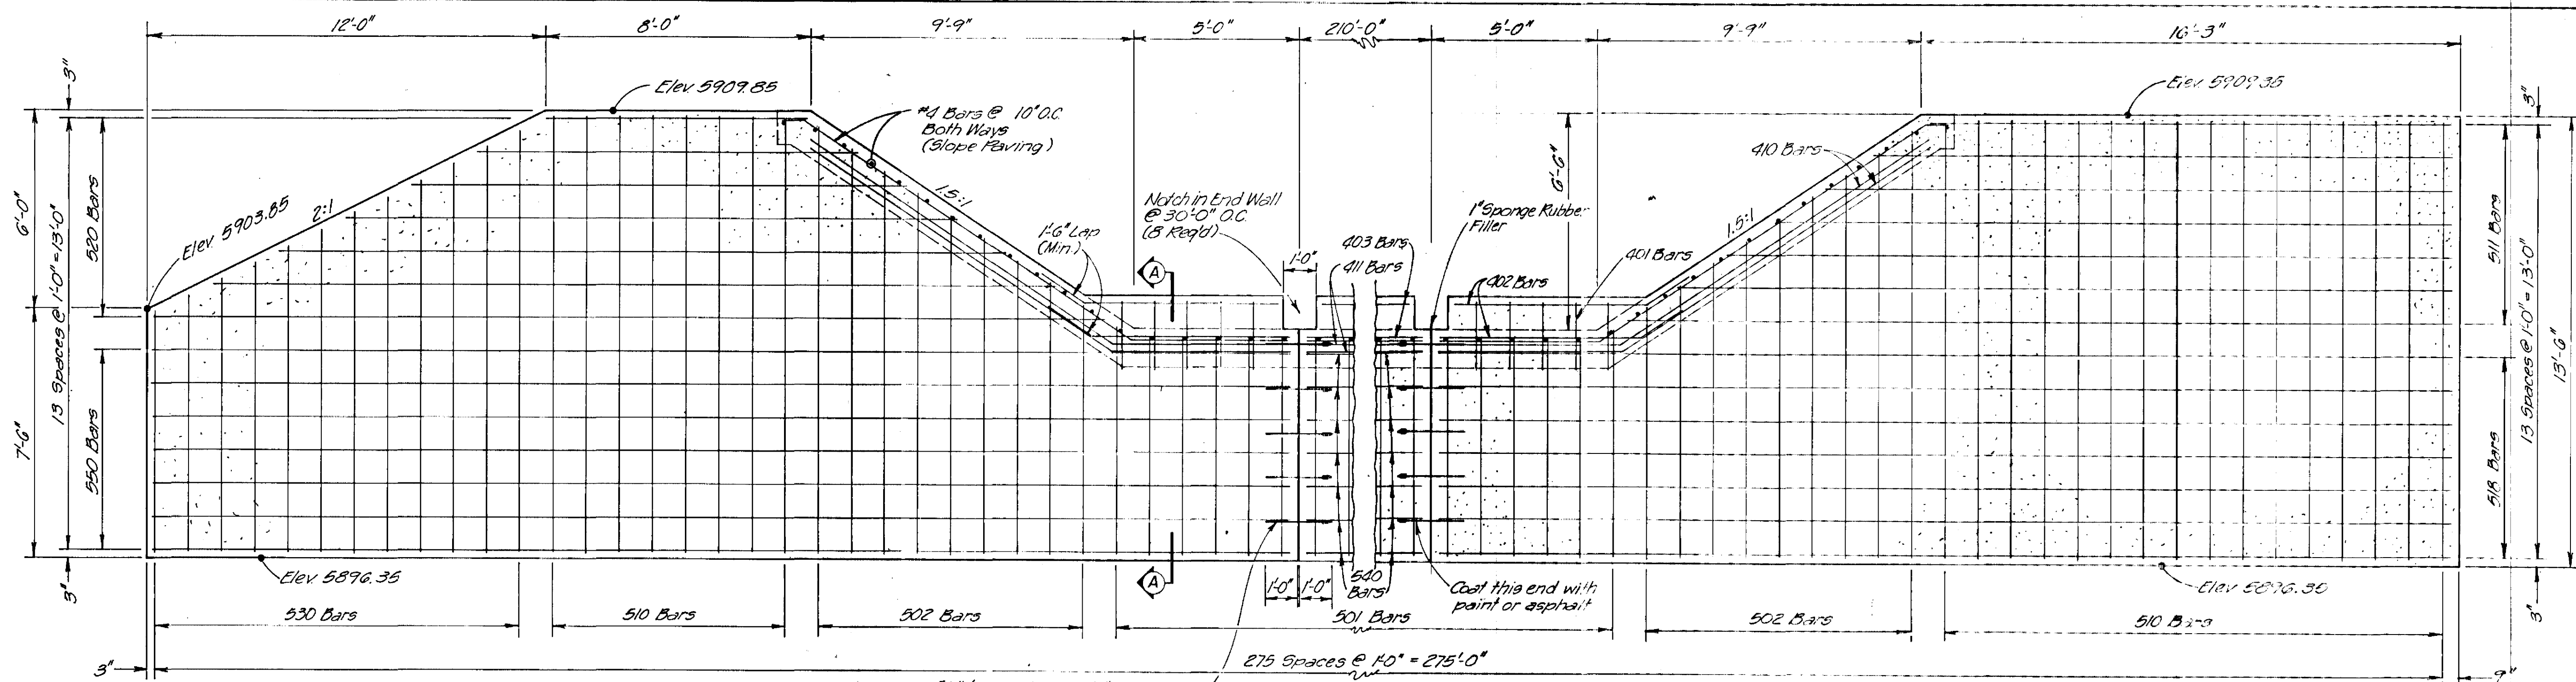 12'-0"
8'-0"
9'-9"
5'-0"
210'-0"
5'-0"
9'-9"
16'-3"
3"
6'-0"
7'-6"
3"
13 Spaces @ 1'-0" = 13'-0"
520 Bars
550 Bars
Elev. 5903.85
2:1
Elev. 5909.85
#4 Bars @ 10" O.C.
Both Ways
(Slope Paving)
1.5:1
1'-6" Lap
(Min.)
Notch in End Wall
@ 30'-0" O.C.
(8 Req'd)
1'-0"
403 Bars
411 Bars
402 Bars
1" Sponge Rubber
Filler
6'-6"
401 Bars
410 Bars
1.5:1
Elev. 5909.35
3"
511 Bars
518 Bars
13 Spaces @ 1'-0" = 13'-0"
13'-6"
3"
A
A
Elev. 5896.35
1'-0"
1'-0"
540
Bars
Coat this end with
paint or asphalt
Elev. 5896.35
530 Bars
510 Bars
502 Bars
501 Bars
502 Bars
510 Bars
3"
275 Spaces @ 1'-0" = 275'-0"
9"